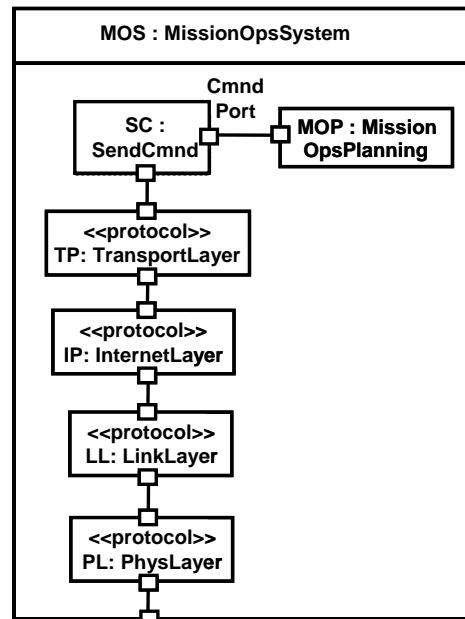 MOS : MissionOpsSystem
Cmnd
Port
SC :
SendCmnd
MOP : Mission
OpsPlanning
<<protocol>>
TP: TransportLayer
<<protocol>>
IP: InternetLayer
<<protocol>>
LL: LinkLayer
<<protocol>>
PL: PhysLayer